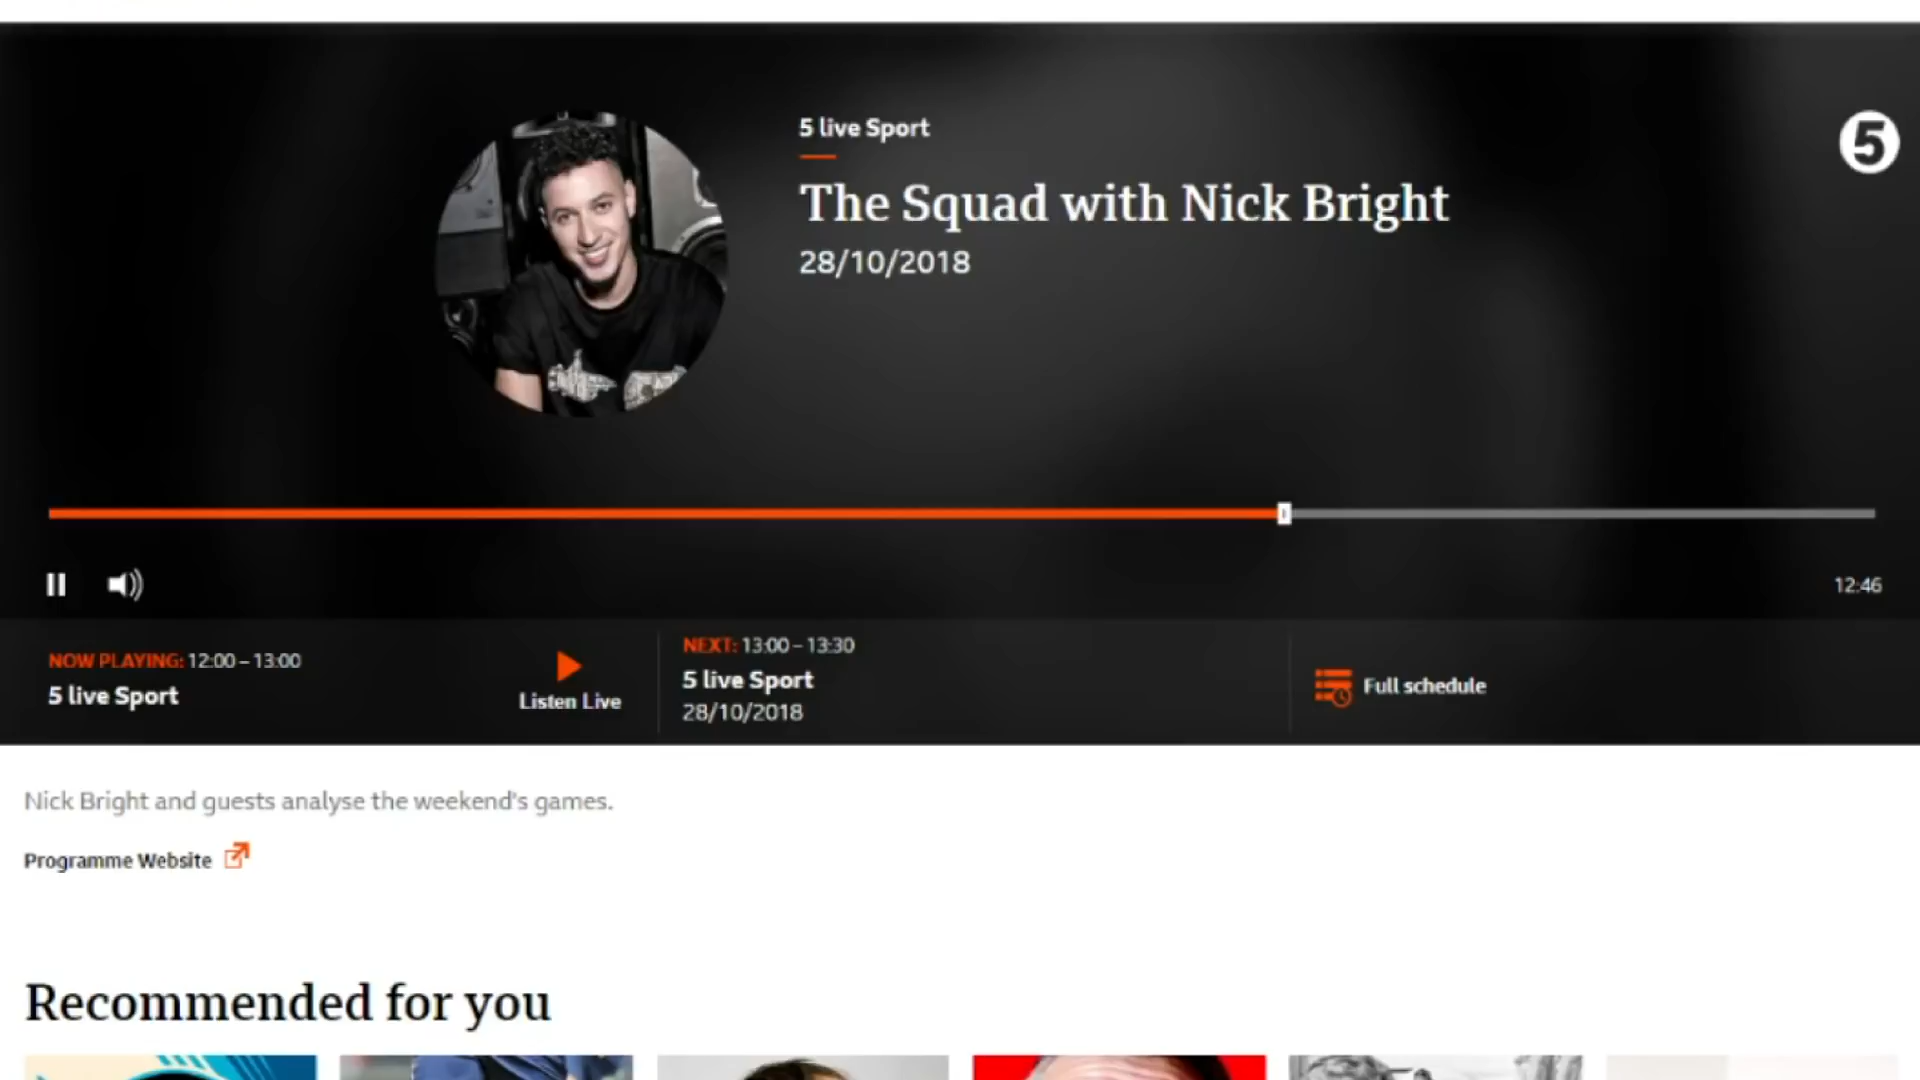 5 live Sport
5
The Squad with Nick Bright
28/10/2018
12:46
NOW PLAYING: 12:00 – 13:00
5 live Sport
Listen Live
NEXT: 13:00 – 13:30
5 live Sport
28/10/2018
Full schedule
Nick Bright and guests analyse the weekend's games.
Programme Website
Recommended for you